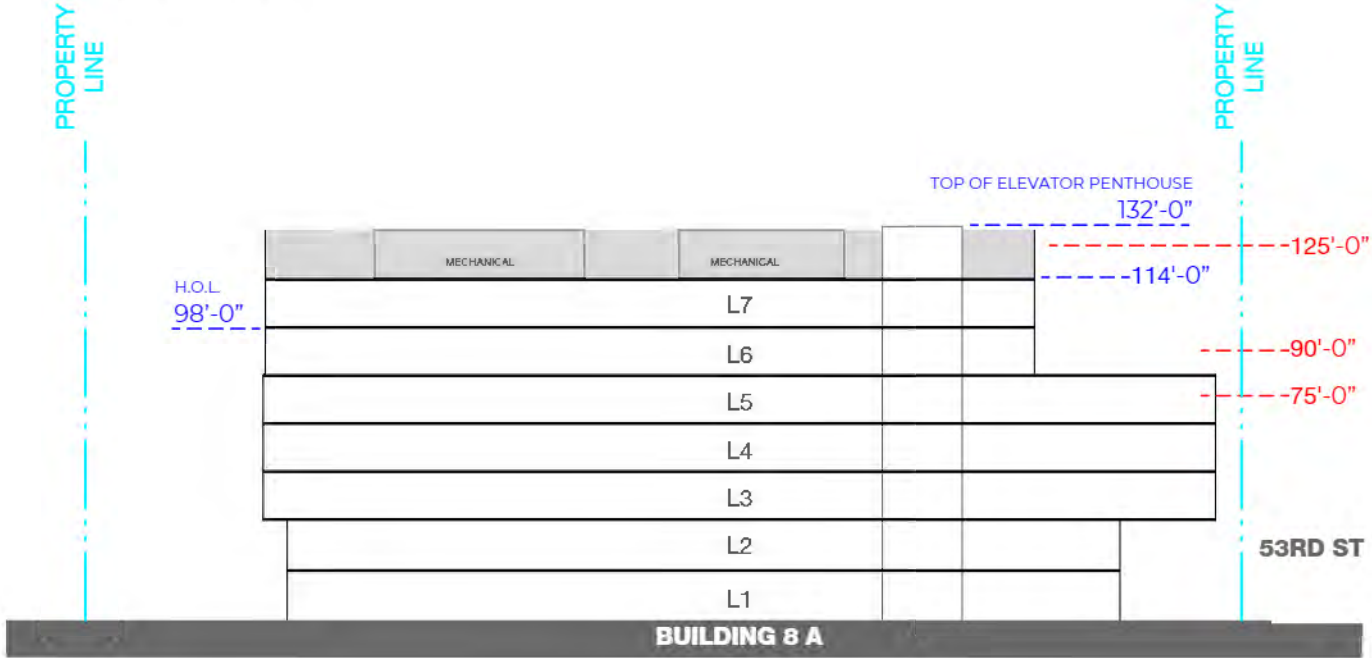 PROPERTY
LINE
PROPERTY
LINE
TOP OF ELEVATOR PENTHOUSE
132'-0”
125'-0”
MECHANICAL
MECHANICAL
114'-0”
H.O.L.
98'-0”
L7
L6
90'-0”
L5
75'-0”
L4
L3
L2
53RD ST
L1
BUILDING 8 A